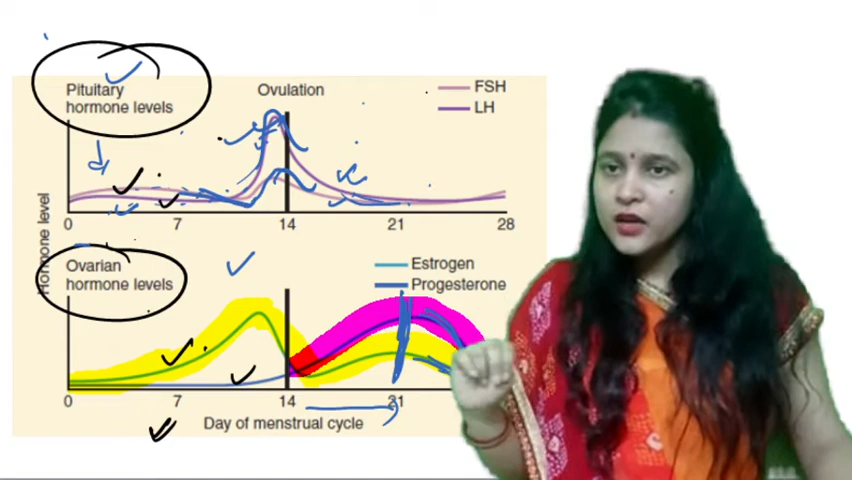 Pituitary
hormone levels
Ovulation
FSH
LH
Hormone level
0 7 14 21 28
Ovarian
hormone levels
Estrogen
Progesterone
0 7 14 21
Day of menstrual cycle